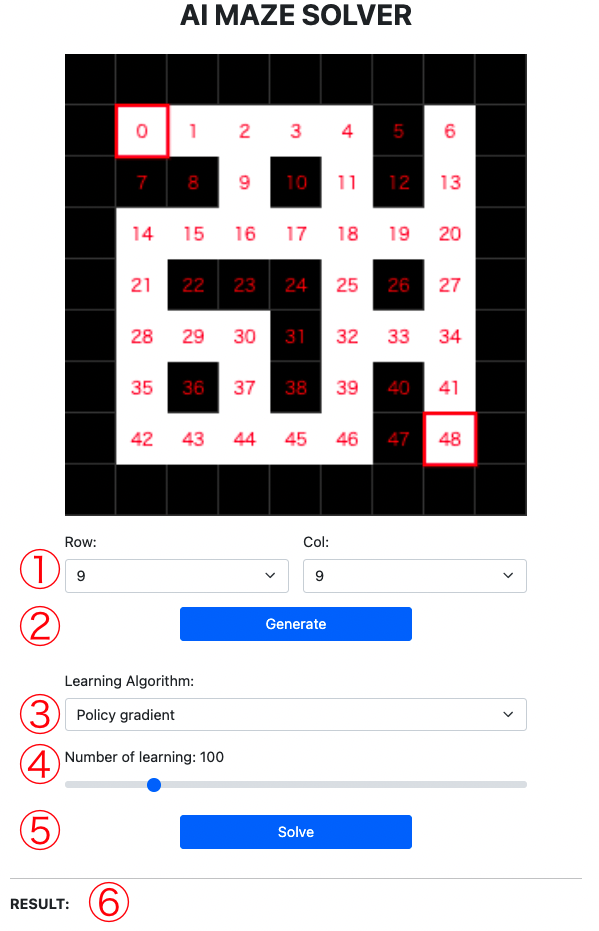 AI MAZE SOLVER
0 1 2 3 4 5 6
7 8 9 10 11 12 13
14 15 16 17 18 19 20
21 22 23 24 25 26 27
28 29 30 31 32 33 34
35 36 37 38 39 40 41
42 43 44 45 46 47 48
Row: Col:
① 9 9
② Generate
Learning Algorithm:
③ Policy gradient
④ Number of learning: 100
⑤ Solve
RESULT: ⑥